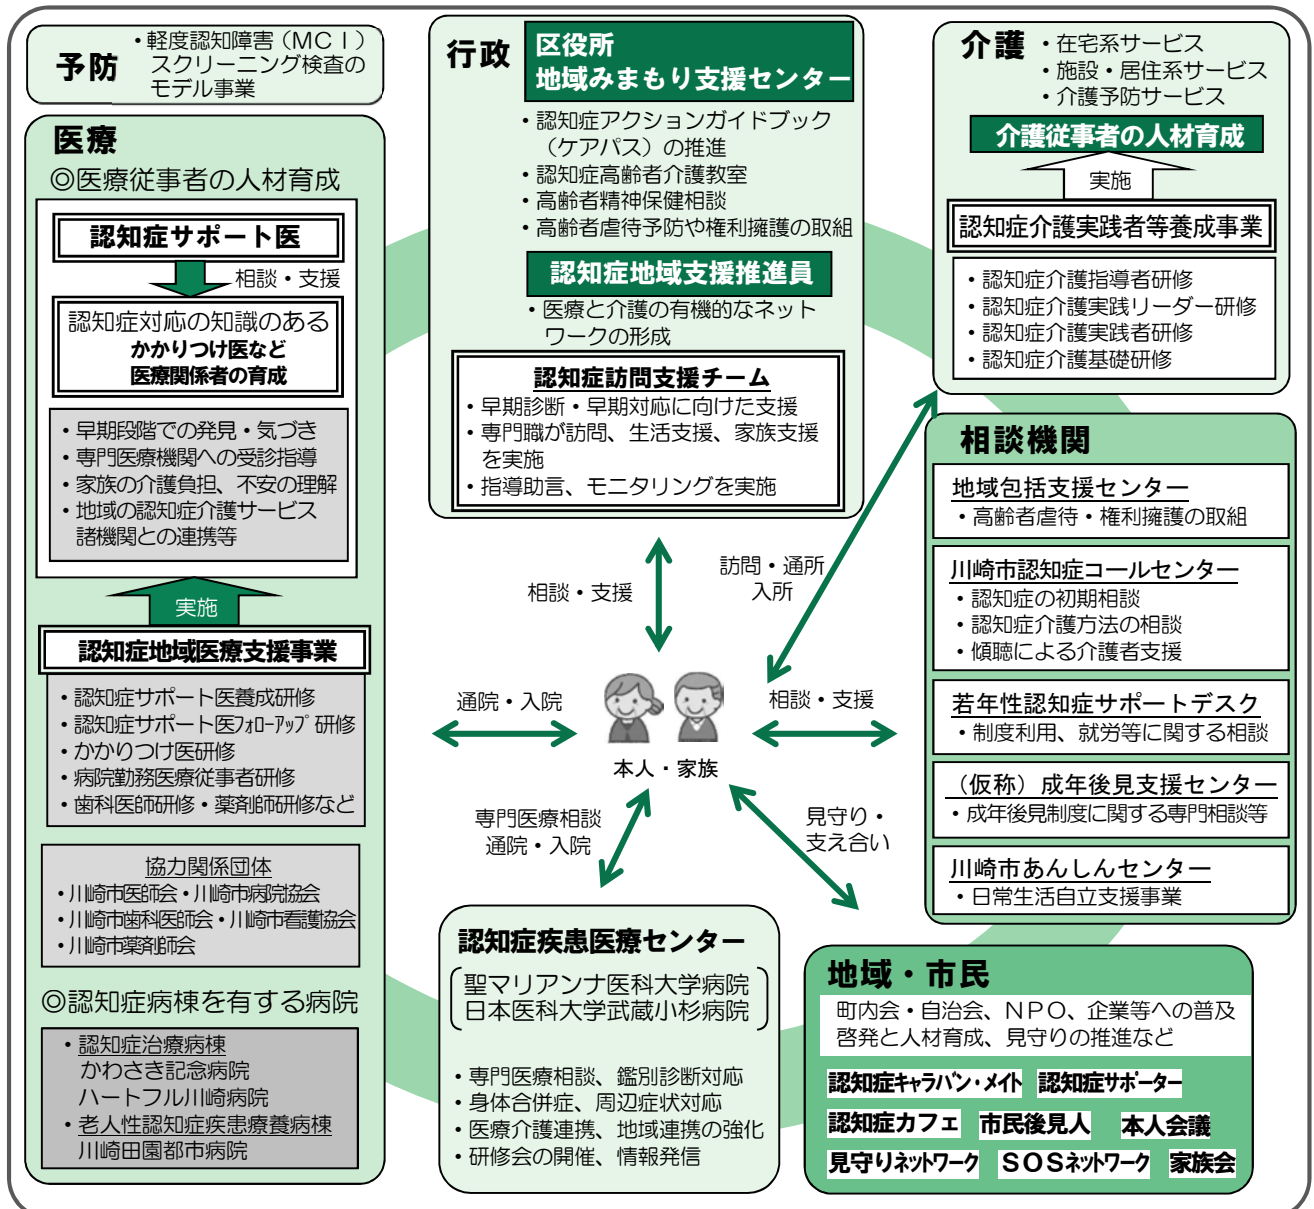 予防
・軽度認知障害（MCI）
スクリーニング検査の
モデル事業
医療
◎医療従事者の人材育成
認知症サポート医
相談・支援
認知症対応の知識のある
かかりつけ医など
医療関係者の育成
・早期段階での発見・気づき
・専門医療機関への受診指導
・家族の介護負担、不安の理解
・地域の認知症介護サービス
諸機関との連携等
実施
認知症地域医療支援事業
・認知症サポート医養成研修
・認知症サポート医ﾌｫﾛｰｱｯﾌﾟ研修
・かかりつけ医研修
・病院勤務医療従事者研修
・歯科医師研修・薬剤師研修など
協力関係団体
・川崎市医師会・川崎市病院協会
・川崎市歯科医師会・川崎市看護協会
・川崎市薬剤師会
◎認知症病棟を有する病院
・認知症治療病棟
かわさき記念病院
ハートフル川崎病院
・老人性認知症疾患療養病棟
川崎田園都市病院
行政
区役所
地域みまもり支援センター
・認知症アクションガイドブック
（ケアパス）の推進
・認知症高齢者介護教室
・高齢者精神保健相談
・高齢者虐待予防や権利擁護の取組
認知症地域支援推進員
・医療と介護の有機的なネット
ワークの形成
認知症訪問支援チーム
・早期診断・早期対応に向けた支援
・専門職が訪問、生活支援、家族支援
を実施
・指導助言、モニタリングを実施
介護
・在宅系サービス
・施設・居住系サービス
・介護予防サービス
介護従事者の人材育成
実施
認知症介護実践者等養成事業
・認知症介護指導者研修
・認知症介護実践リーダー研修
・認知症介護実践者研修
・認知症介護基礎研修
相談機関
地域包括支援センター
・高齢者虐待・権利擁護の取組
川崎市認知症コールセンター
・認知症の初期相談
・認知症介護方法の相談
・傾聴による介護者支援
若年性認知症サポートデスク
・制度利用、就労等に関する相談
（仮称）成年後見支援センター
・成年後見制度に関する専門相談等
川崎市あんしんセンター
・日常生活自立支援事業
相談・支援
訪問・通所
入所
通院・入院
相談・支援
本人・家族
専門医療相談
通院・入院
見守り・
支え合い
認知症疾患医療センター
聖マリアンナ医科大学病院
日本医科大学武蔵小杉病院
・専門医療相談、鑑別診断対応
・身体合併症、周辺症状対応
・医療介護連携、地域連携の強化
・研修会の開催、情報発信
地域・市民
町内会・自治会、NPO、企業等への普及
啓発と人材育成、見守りの推進など
認知症キャラバン・メイト 認知症サポーター
認知症カフェ 市民後見人 本人会議
見守りネットワーク SOSネットワーク 家族会